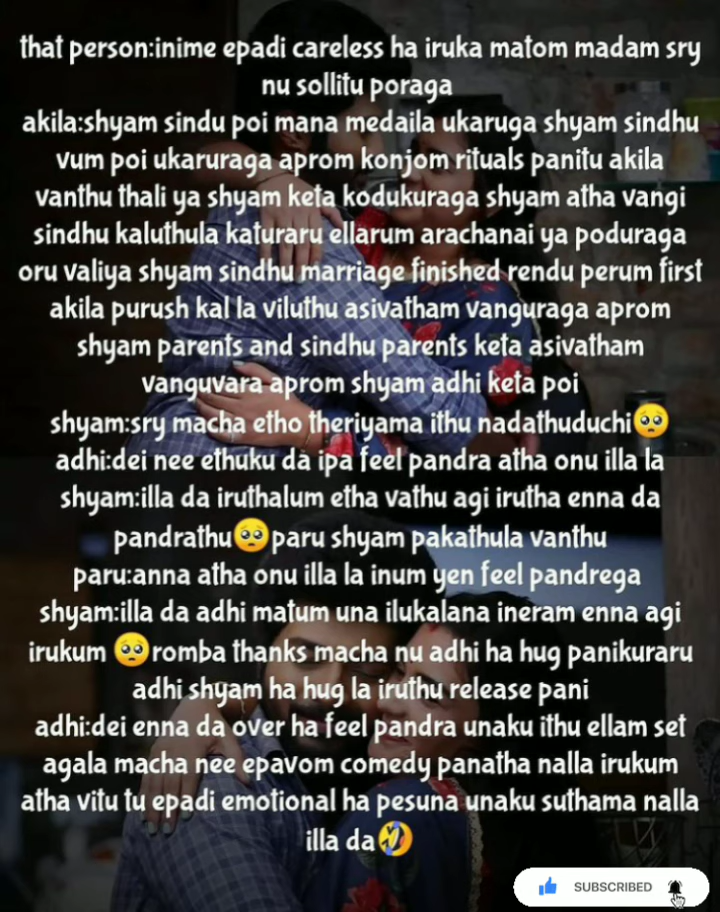 that person:inime epadi careless ha iruka matom madam sry
nu sollitu poraga
akila:shyam sindu poi mana medaila ukaruga shyam sindhu
vum poi ukaruraga aprom konjom rituals panitu akila
vanthu thali ya shyam keta kodukuraga shyam atha vangi
sindhu kaluthula katuraru ellarum arachanai ya poduraga
oru valiya shyam sindhu marriage finished rendu perum first
akila purush kal la viluthu asivatham vanguraga aprom
shyam parents and sindhu parents keta asivatham
vanguvara aprom shyam adhi keta poi
shyam:sry macha etho theriyama ithu nadathuduchi🥺
adhi:dei nee ethuku da ipa feel pandra atha onu illa la
shyam:illa da iruthalum etha vathu agi irutha enna da
pandrathu🥺paru shyam pakathula vanthu
paru:anna atha onu illa la inum yen feel pandrega
shyam:illa da adhi matum una ilukalana ineram enna agi
irukum 🥺romba thanks macha nu adhi ha hug panikuraru
adhi shyam ha hug la iruthu release pani
adhi:dei enna da over ha feel pandra unaku ithu ellam set
agala macha nee epavom comedy panatha nalla irukum
atha vitu tu epadi emotional ha pesuna unaku suthama nalla
illa da🤣
SUBSCRIBED